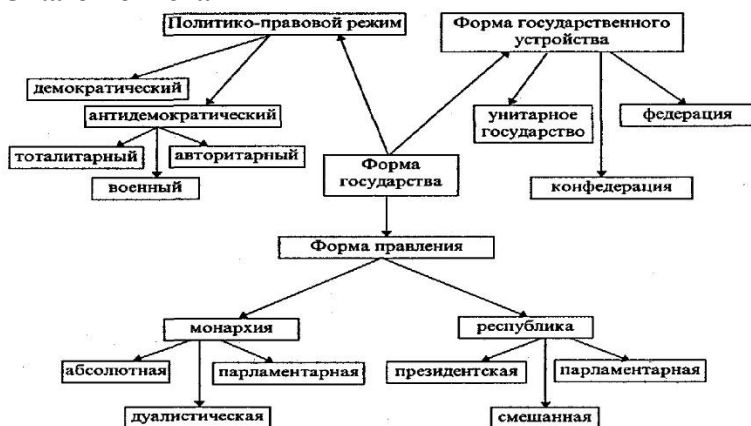 Политико-правовой режим
Форма государственного
устройства
демократический
антидемократический
тоталитарный
авторитарный
военный
унитарное
государство
федерация
конфедерация
Форма
государства
Форма правления
монархия
республика
абсолютная
парламентарная
дуалистическая
президентская
парламентарная
смешанная